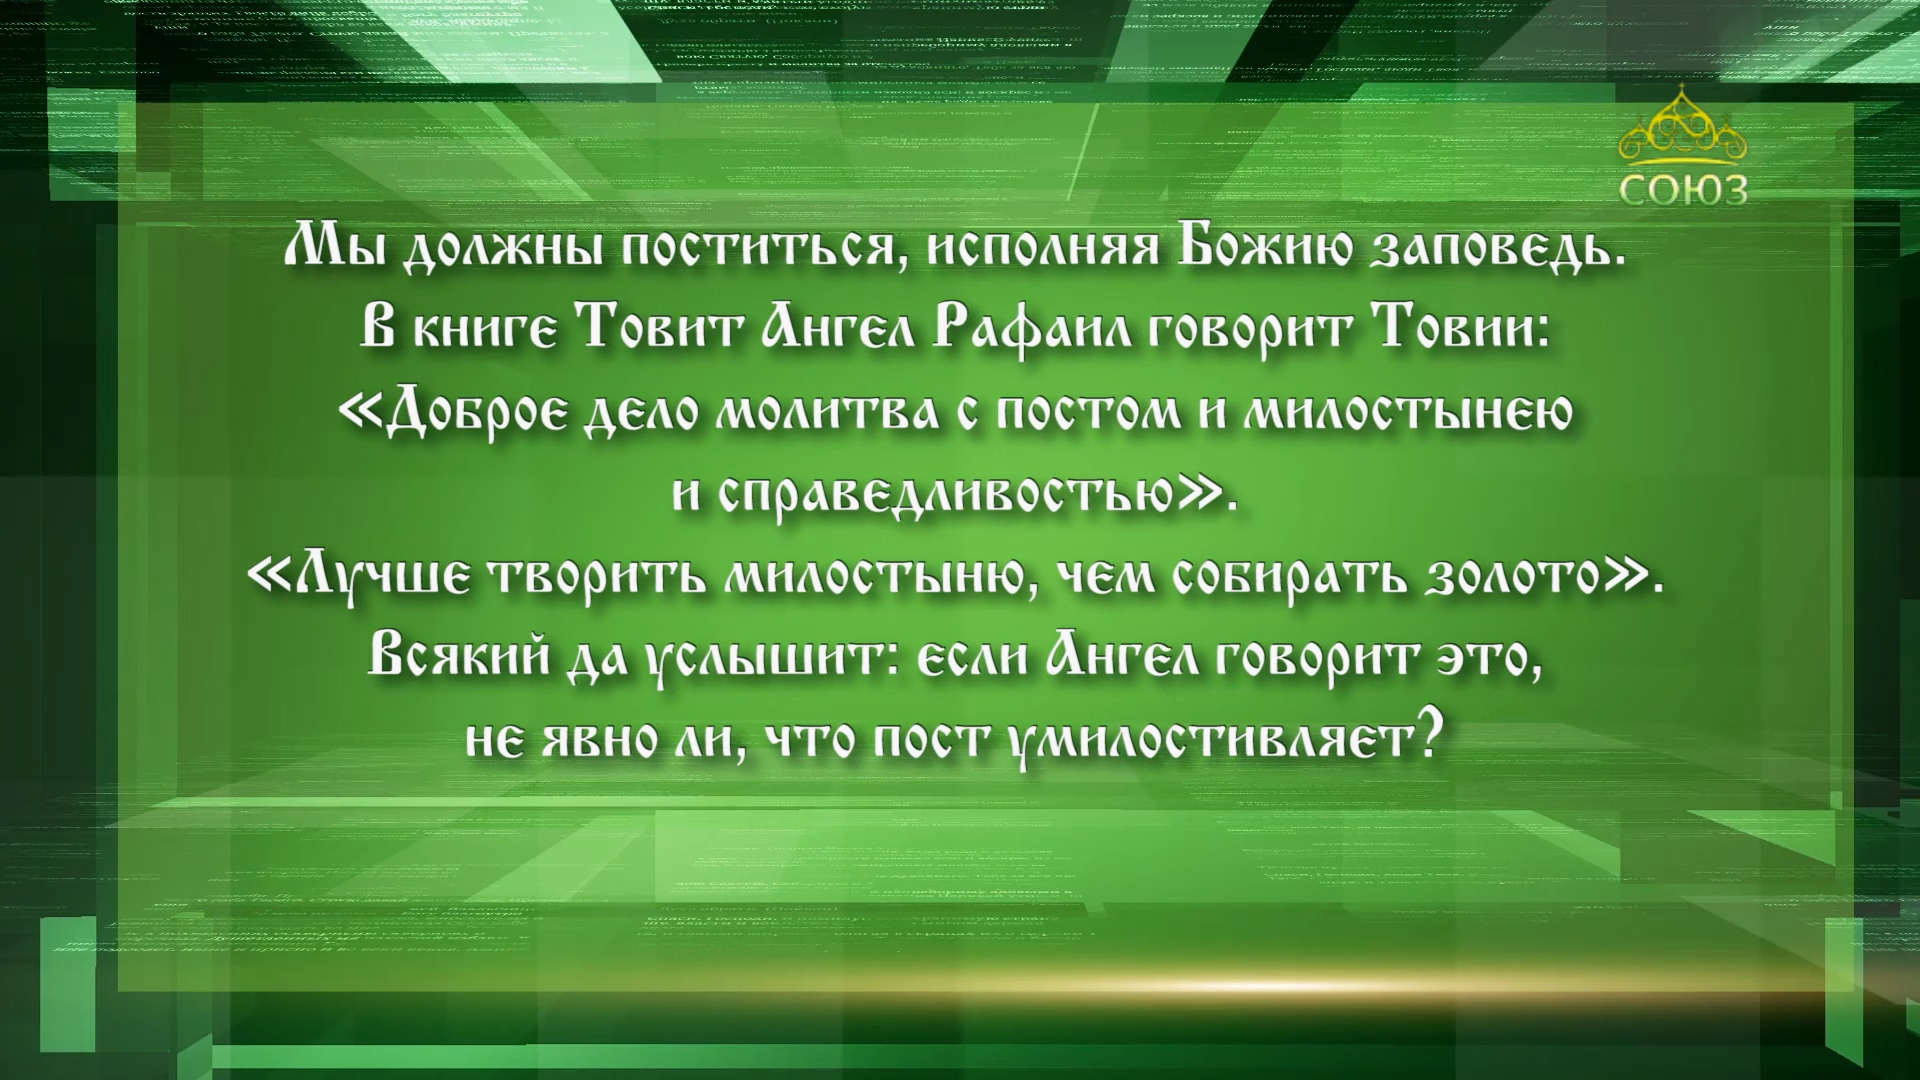 СОЮЗ
Мы должны поститься, исполняя Божию заповедь.
В книге Товит Ангел Рафаил говорит Товии:
«Доброе дело молитва с постом и милостынею
и справедливостью».
«Лучше творить милостыню, чем собирать золото».
Всякий да услышит: если Ангел говорит это,
не явно ли, что пост умилостивляет?